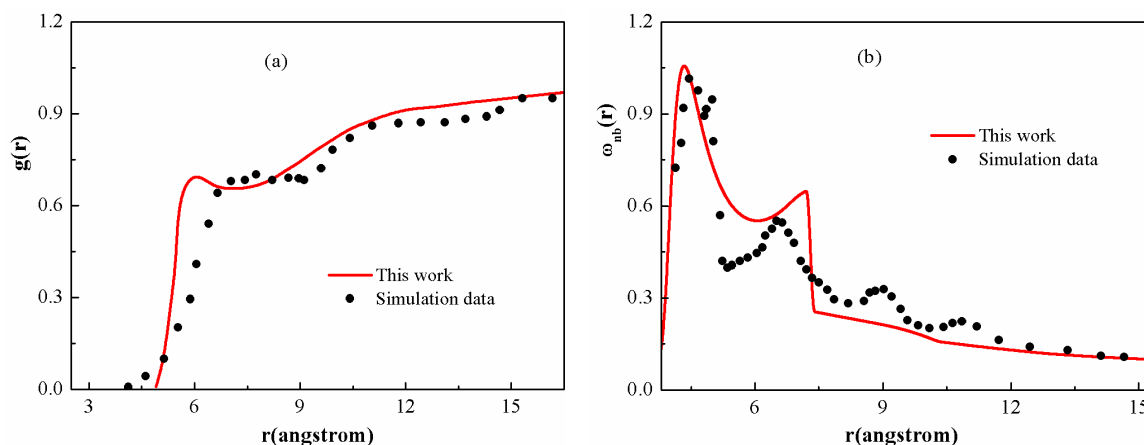 1.2
0.9
0.6
0.3
0.0
g(r)
(a)
This work
Simulation data
3 6 9 12 15
r(angstrom)
1.2
0.9
0.6
0.3
0.0
ω_nb(r)
(b)
This work
Simulation data
6 9 12 15
r(angstrom)